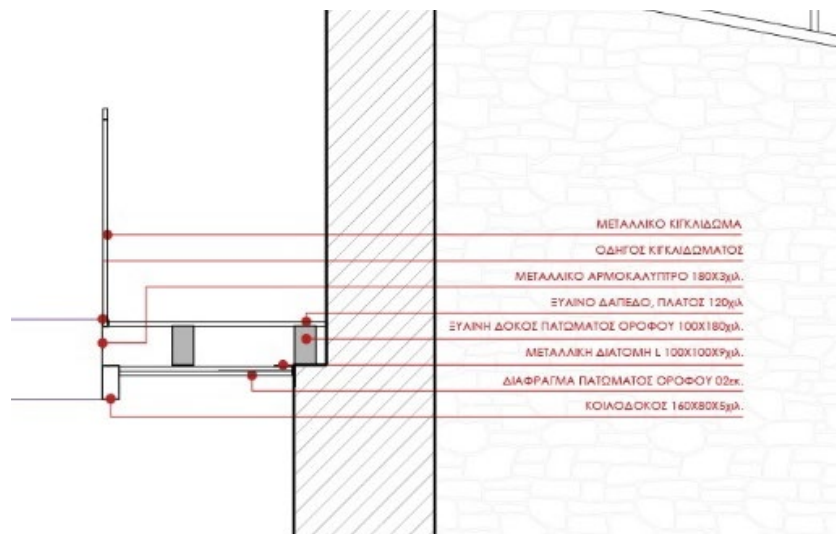 ΜΕΤΑΛΛΙΚΟ ΚΙΓΚΛΙΔΩΜΑ
ΟΔΗΓΟΣ ΚΙΓΚΛΙΔΩΜΑΤΟΣ
ΜΕΤΑΛΛΙΚΟ ΑΡΜΟΚΑΛΥΠΤΡΟ 180Χ3χιλ.
ΞΥΛΙΝΟ ΔΑΠΕΔΟ, ΠΛΑΤΟΣ 120χιλ
ΞΥΛΙΝΗ ΔΟΚΟΣ ΠΑΤΩΜΑΤΟΣ ΟΡΟΦΟΥ 100Χ180χιλ.
ΜΕΤΑΛΛΙΚΗ ΔΙΑΤΟΜΗ L 100Χ100Χ9χιλ.
ΔΙΑΦΡΑΓΜΑ ΠΑΤΩΜΑΤΟΣ ΟΡΟΦΟΥ 02εκ.
ΚΟΙΛΟΔΟΚΟΣ 160Χ80Χ5χιλ.